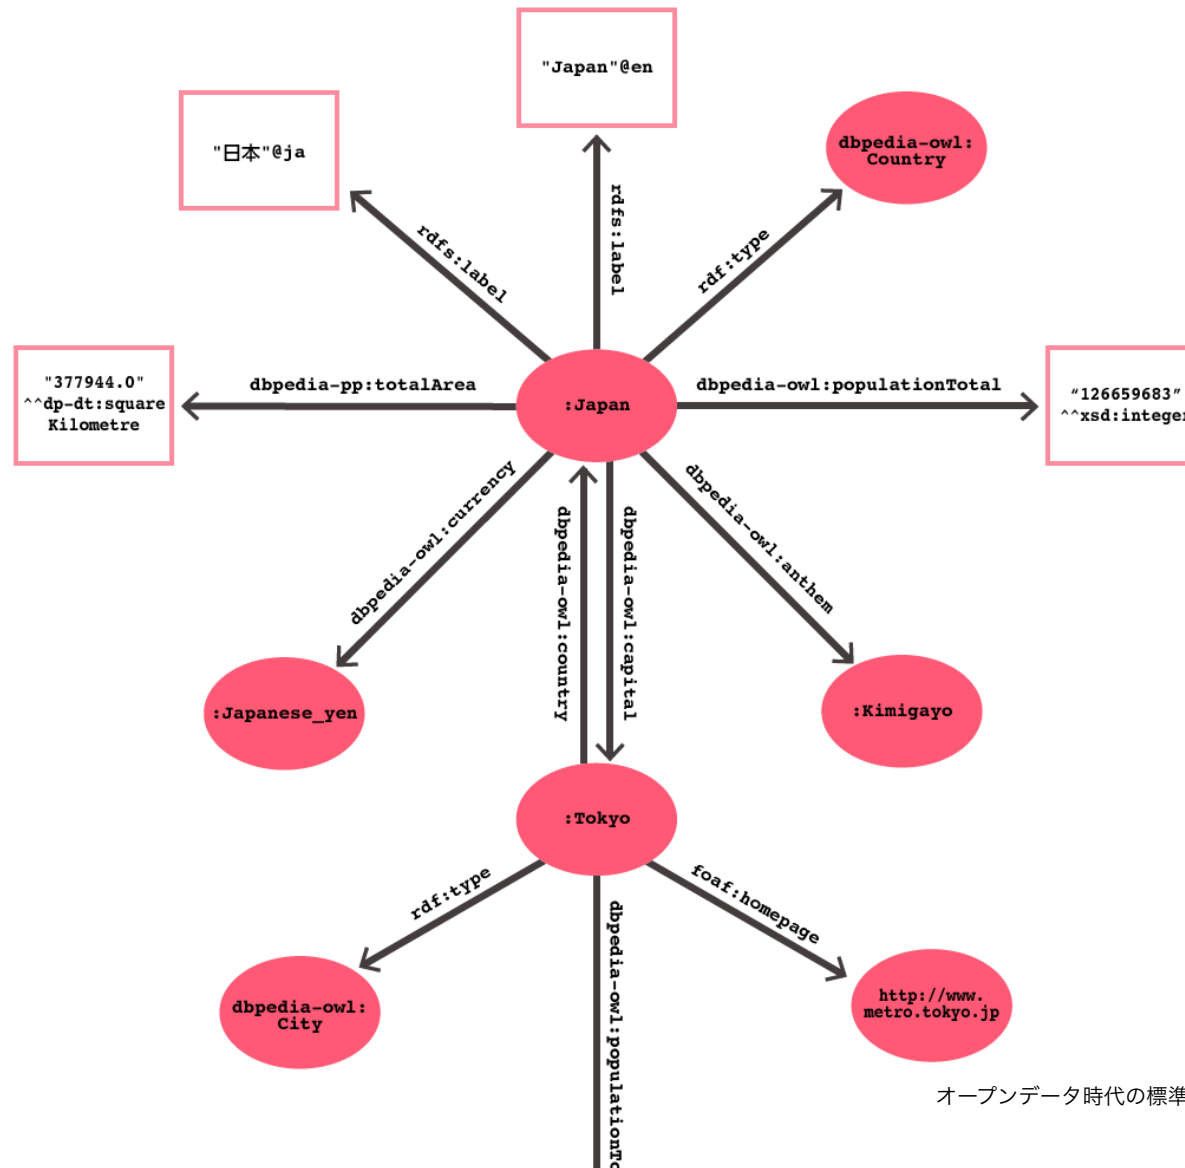 "Japan"@en
"日本"@ja
dbpedia-owl:
Country
rdfs:label
rdfs:label
rdf:type
"377944.0"
^^dp-dt:square
Kilometre
dbpedia-pp:totalArea
:Japan
dbpedia-owl:populationTotal
“126659683”
^^xsd:integer
dbpedia-owl:currency
dbpedia-owl:country
dbpedia-owl:capital
dbpedia-owl:anthem
:Japanese_yen
:Kimigayo
:Tokyo
rdf:type
foaf:homepage
dbpedia-owl:populationTo
dbpedia-owl:
City
http://www.
metro.tokyo.jp
オープンデータ時代の標準